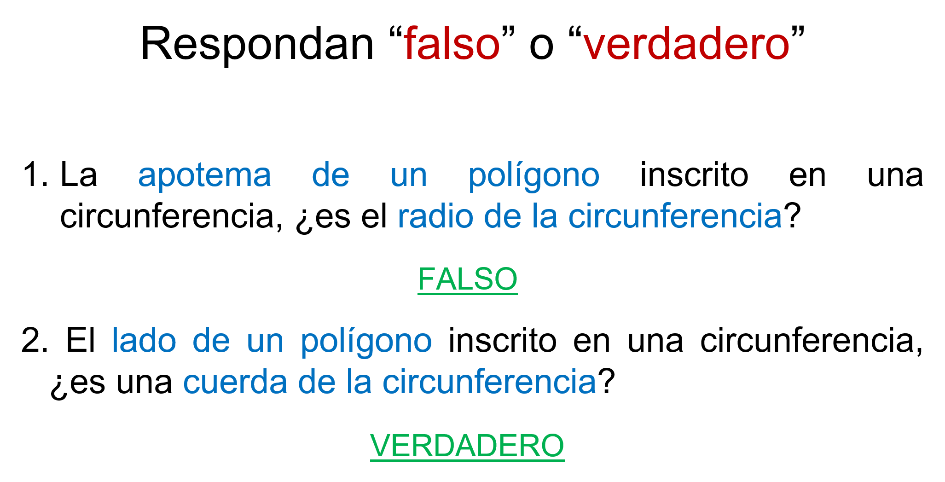 Respondan “falso” o “verdadero”
1. La apotema de un polígono inscrito en una
circunferencia, ¿es el radio de la circunferencia?
FALSO
2. El lado de un polígono inscrito en una circunferencia,
¿es una cuerda de la circunferencia?
VERDADERO